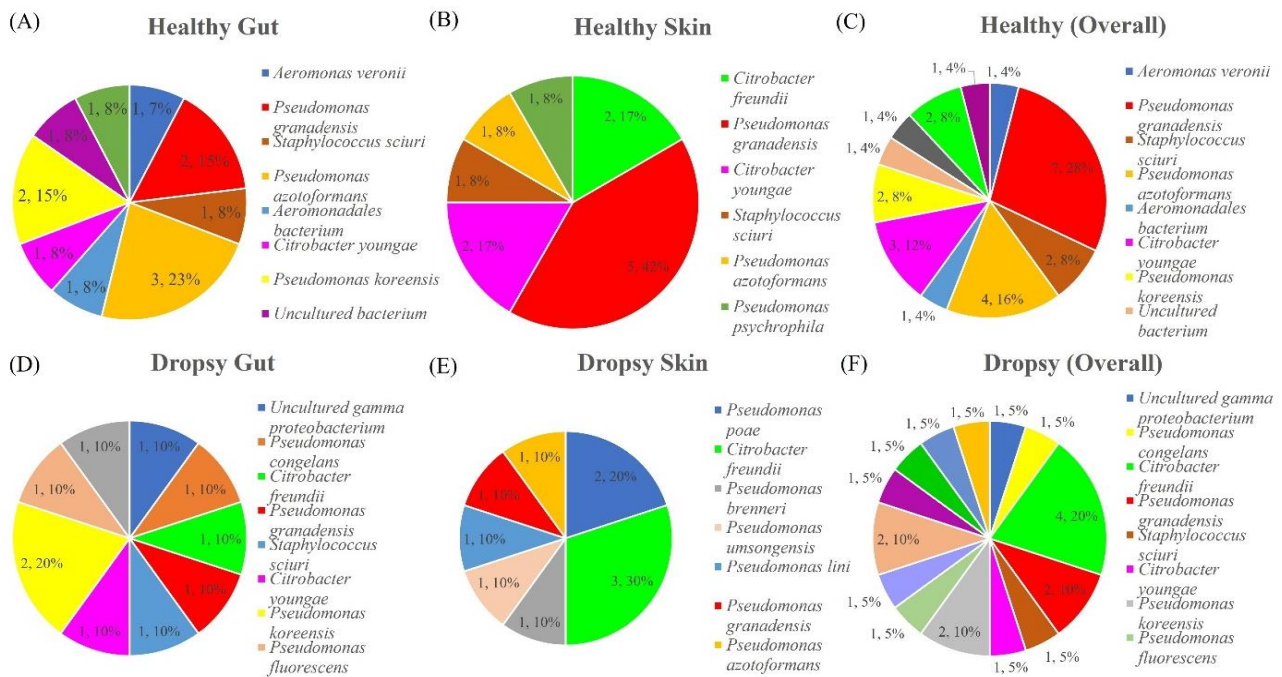 (A)
Healthy Gut
1, 7%
2, 15%
1, 8%
3, 23%
1, 8%
1, 8%
2, 15%
1, 8%
1, 8%
Aeromonas veronii
Pseudomonas
granadensis
Staphylococcus sciuri
Pseudomonas
azotoformans
Aeromonadales
bacterium
Citrobacter youngae
Pseudomonas koreensis
Uncultured bacterium
(B)
Healthy Skin
2, 17%
5, 42%
2, 17%
1, 8%
1, 8%
1, 8%
Citrobacter
freundii
Pseudomonas
granadensis
Citrobacter
youngae
Staphylococcus
sciuri
Pseudomonas
azotoformans
Pseudomonas
psychrophila
(C)
Healthy (Overall)
1, 4%
7, 28%
2, 8%
4, 16%
1, 4%
3, 12%
2, 8%
1, 4%
1, 4%
2, 8%
1, 4%
Aeromonas veronii
Pseudomonas
granadensis
Staphylococcus
sciuri
Pseudomonas
azotoformans
Aeromonadales
bacterium
Citrobacter
youngae
Pseudomonas
koreensis
Uncultured
bacterium
(D)
Dropsy Gut
1, 10%
1, 10%
1, 10%
1, 10%
1, 10%
1, 10%
2, 20%
1, 10%
1, 10%
Uncultured gamma
proteobacterium
Pseudomonas
congelans
Citrobacter
freundii
Pseudomonas
granadensis
Staphylococcus
sciuri
Citrobacter
youngae
Pseudomonas
koreensis
Pseudomonas
fluorescens
(E)
Dropsy Skin
2, 20%
3, 30%
1, 10%
1, 10%
1, 10%
1, 10%
1, 10%
Pseudomonas
poae
Citrobacter
freundii
Pseudomonas
brenneri
Pseudomonas
umsongensis
Pseudomonas lini
Pseudomonas
granadensis
Pseudomonas
azotoformans
(F)
Dropsy (Overall)
1, 5%
1, 5%
4, 20%
2, 10%
1, 5%
1, 5%
2, 10%
1, 5%
1, 5%
2, 10%
1, 5%
1, 5%
1, 5%
1, 5%
Uncultured gamma
proteobacterium
Pseudomonas
congelans
Citrobacter
freundii
Pseudomonas
granadensis
Staphylococcus
sciuri
Citrobacter
youngae
Pseudomonas
koreensis
Pseudomonas
fluorescens